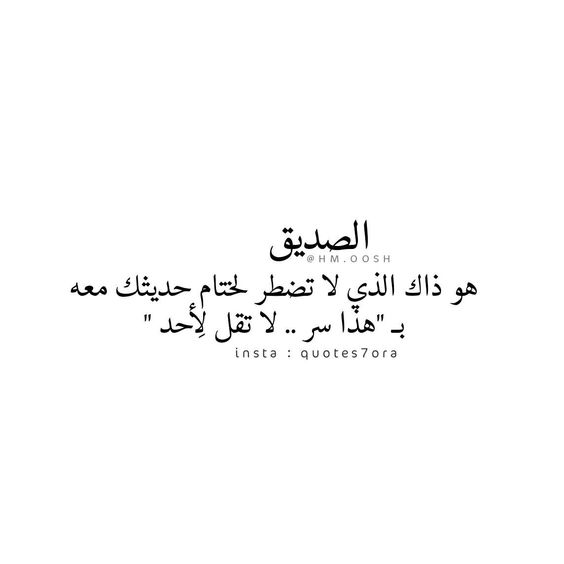 الصديق
@HM.OOSH
هو ذاك الذي لا تضطر لختام حديثك معه
بـ "هذا سر .. لا تقل لِأحد "
insta : quotes7ora